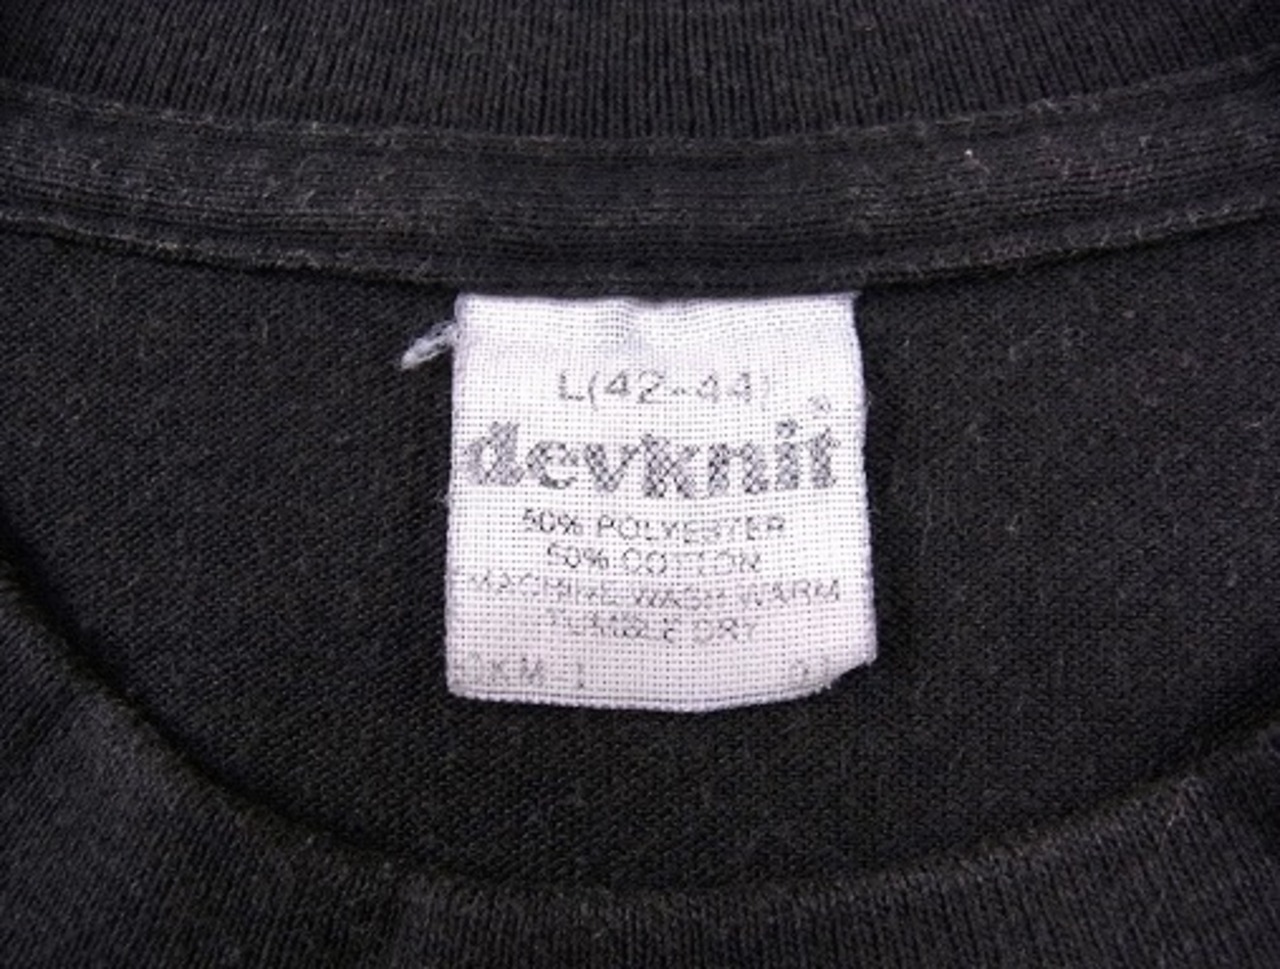 L(42-44)
devknit®
50% POLYESTER
50% COTTON
MACHINE WASH WARM
TUMBLE DRY